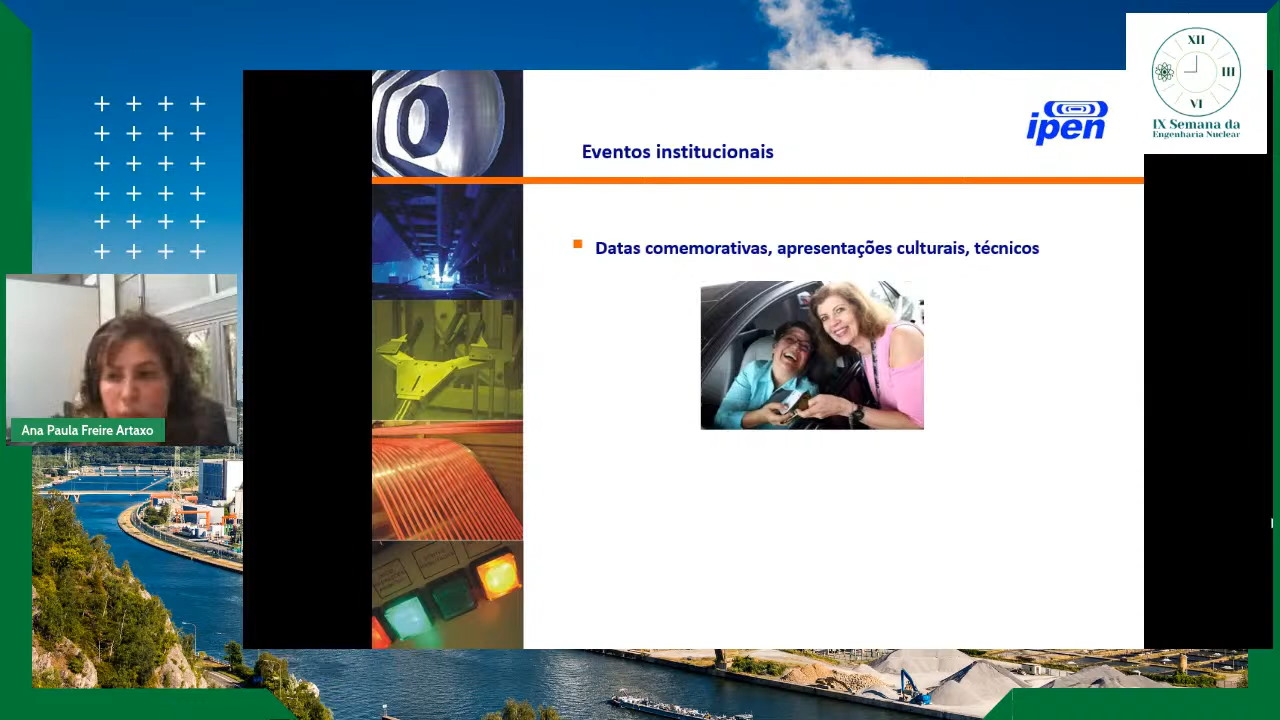 XII
III
VI
IX Semana da
Engenharia Nuclear
ipen
Eventos institucionais
Datas comemorativas, apresentações culturais, técnicos
Ana Paula Freire Artaxo